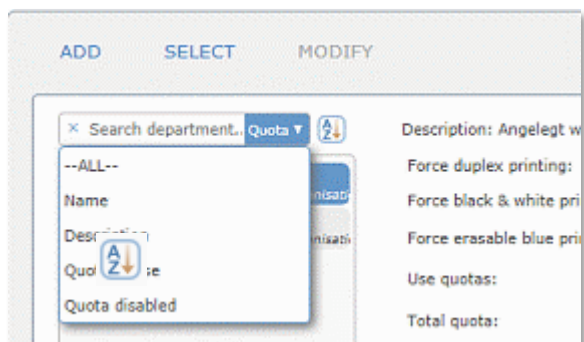 ADD SELECT MODIFY
× Search department.. Quota ▼ Description: Angelegt w
--ALL-- Force duplex printing:
Name Force black & white pri
Force erasable blue pri
Use quotas:
Quota disabled
Total quota: